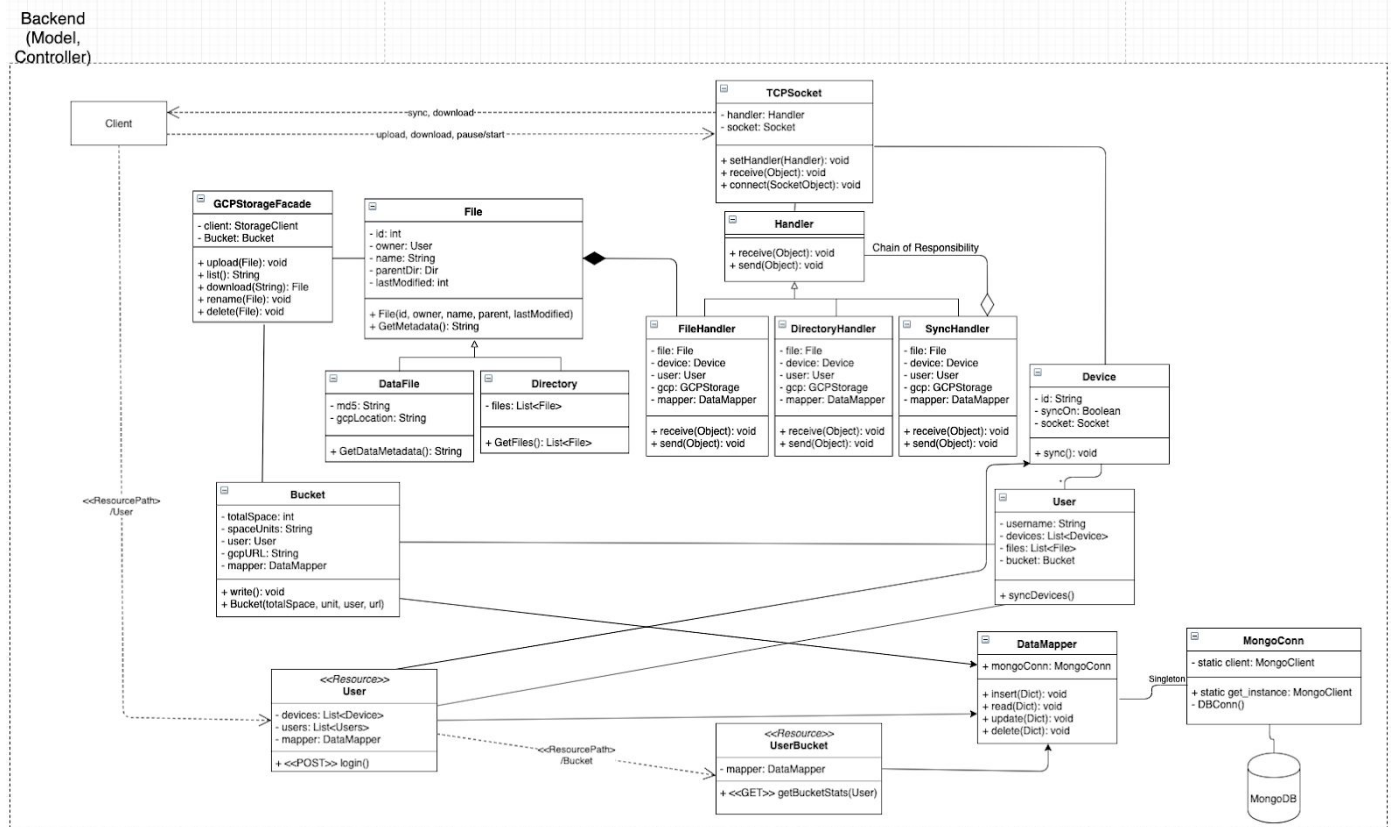 Backend
(Model,
Controller)
Client
sync, download
upload, download, pause/start
TCPSocket
- handler: Handler
- socket: Socket
+ setHandler(Handler): void
+ receive(Object): void
+ connect(SocketObject): void
GCPStorageFacade
- client: StorageClient
- Bucket: Bucket
+ upload(File): void
+ list(): String
+ download(String): File
+ rename(File): void
+ delete(File): void
File
- id: int
- owner: User
- name: String
- parentDir: Dir
- lastModified: int
+ File(id, owner, name, parent, lastModified)
+ GetMetadata(): String
Handler
+ receive(Object): void
+ send(Object): void
Chain of Responsibility
FileHandler
- file: File
- device: Device
- user: User
- gcp: GCPStorage
- mapper: DataMapper
+ receive(Object): void
+ send(Object): void
DirectoryHandler
- file: File
- device: Device
- user: User
- gcp: GCPStorage
- mapper: DataMapper
+ receive(Object): void
+ send(Object): void
SyncHandler
- file: File
- device: Device
- user: User
- gcp: GCPStorage
- mapper: DataMapper
+ receive(Object): void
+ send(Object): void
DataFile
- md5: String
- gcpLocation: String
+ GetDataMetadata(): String
Directory
- files: List<File>
+ GetFiles(): List<File>
Device
- id: String
- syncOn: Boolean
- socket: Socket
+ sync(): void
<<ResourcePath>
/User
Bucket
- totalSpace: int
- spaceUnits: String
- user: User
- gcpURL: String
- mapper: DataMapper
+ write(): void
+ Bucket(totalSpace, unit, user, url)
*
User
- username: String
- devices: List<Device>
- files: List<File>
- bucket: Bucket
+ syncDevices()
<<Resource>>
User
- devices: List<Device>
- users: List<Users>
- mapper: DataMapper
+ <<POST>> login()
<<ResourcePath>
/Bucket
<<Resource>>
UserBucket
- mapper: DataMapper
+ <<GET>> getBucketStats(User)
DataMapper
+ mongoConn: MongoConn
+ insert(Dict): void
+ read(Dict): void
+ update(Dict): void
+ delete(Dict): void
Singleton
MongoConn
- static client: MongoClient
+ static get_instance: MongoClient
- DBConn()
MongoDB